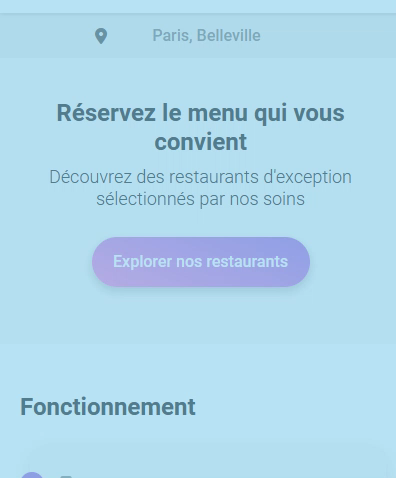 Paris, Belleville
Réservez le menu qui vous
convient
Découvrez des restaurants d'exception
sélectionnés par nos soins
Explorer nos restaurants
Fonctionnement